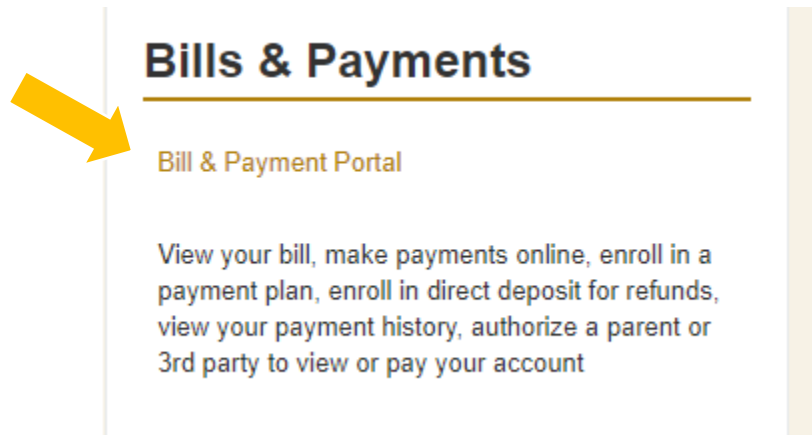 Bills & Payments
Bill & Payment Portal
View your bill, make payments online, enroll in a
payment plan, enroll in direct deposit for refunds,
view your payment history, authorize a parent or
3rd party to view or pay your account